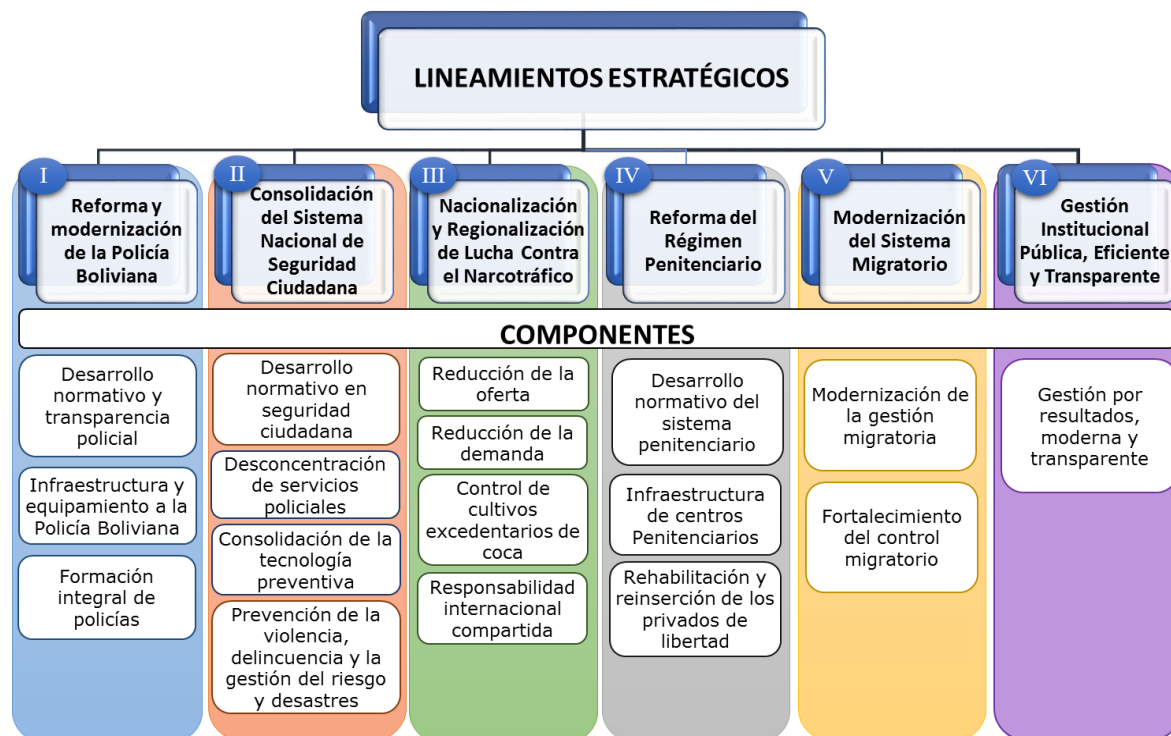 LINEAMIENTOS ESTRATÉGICOS
I
Reforma y
modernización
de la Policía
Boliviana
II
Consolidación
del Sistema
Nacional de
Seguridad
Ciudadana
III
Nacionalización
y Regionalización
de Lucha Contra
el Narcotráfico
IV
Reforma del
Régimen
Penitenciario
V
Modernización
del Sistema
Migratorio
VI
Gestión
Institucional
Pública, Eficiente
y Transparente
COMPONENTES
Desarrollo
normativo y
transparencia
policial
Infraestructura y
equipamiento a la
Policía Boliviana
Formación
integral de
policías
Desarrollo
normativo en
seguridad
ciudadana
Desconcentración
de servicios
policiales
Consolidación de la
tecnología
preventiva
Prevención de la
violencia,
delincuencia y la
gestión del riesgo
y desastres
Reducción de la
oferta
Reducción de la
demanda
Control de
cultivos
excedentarios de
coca
Responsabilidad
internacional
compartida
Desarrollo
normativo del
sistema
penitenciario
Infraestructura
de centros
Penitenciarios
Rehabilitación y
reinserción de los
privados de
libertad
Modernización de
la gestión
migratoria
Fortalecimiento
del control
migratorio
Gestión por
resultados,
moderna y
transparente